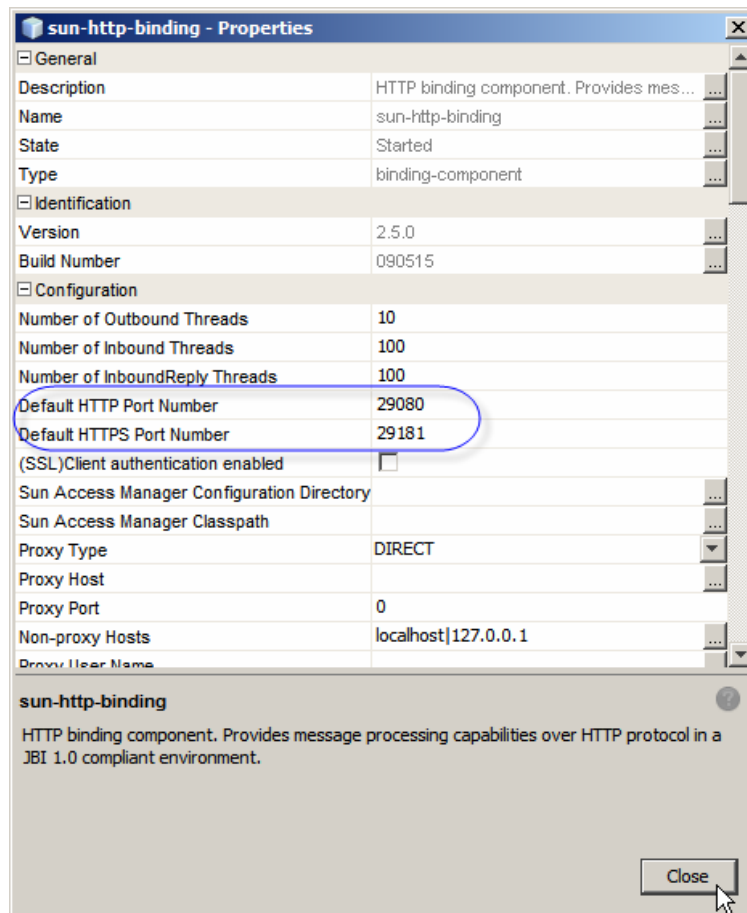 sun-http-binding - Properties
General
Description HTTP binding component. Provides mes... ...
Name sun-http-binding ...
State Started ...
Type binding-component ...
Identification
Version 2.5.0 ...
Build Number 090515 ...
Configuration
Number of Outbound Threads 10
Number of Inbound Threads 100
Number of InboundReply Threads 100
Default HTTP Port Number 29080
Default HTTPS Port Number 29181
(SSL)Client authentication enabled
Sun Access Manager Configuration Directory ...
Sun Access Manager Classpath ...
Proxy Type DIRECT
Proxy Host ...
Proxy Port 0
Non-proxy Hosts localhost|127.0.0.1 ...
Proxy User Name
sun-http-binding
HTTP binding component. Provides message processing capabilities over HTTP protocol in a
JBI 1.0 compliant environment.
Close